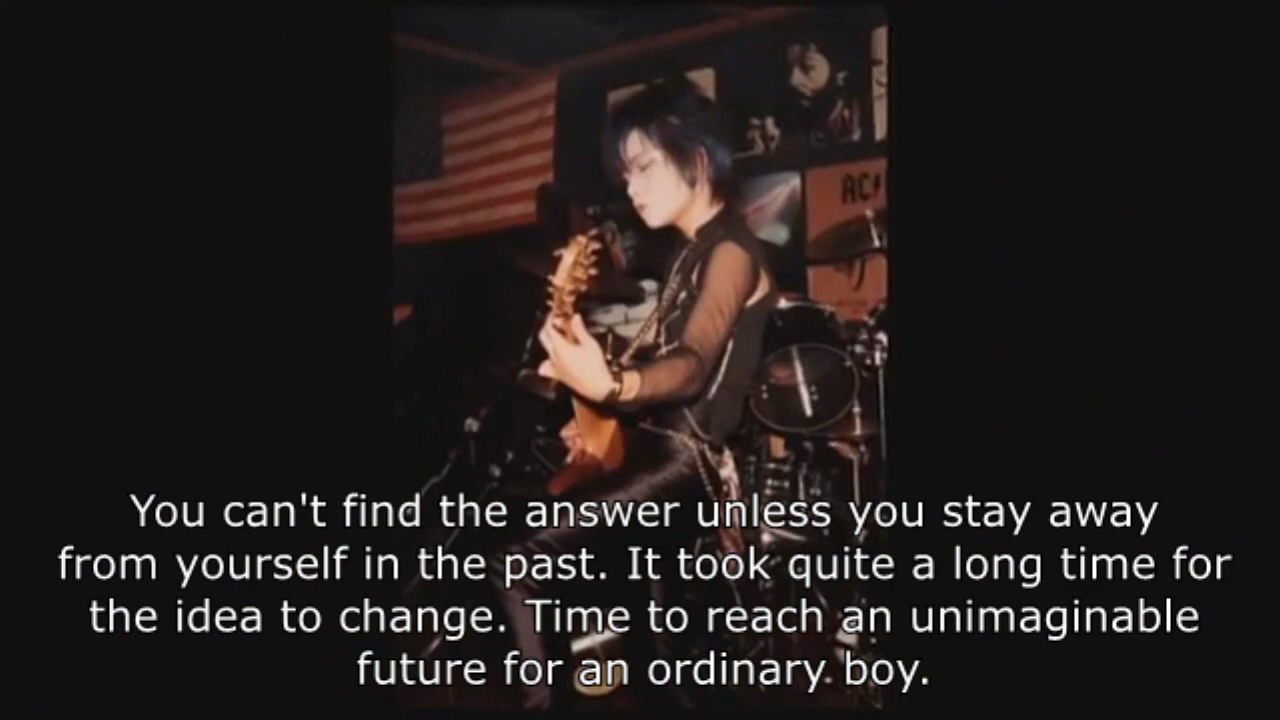 AC
You can't find the answer unless you stay away
from yourself in the past. It took quite a long time for
the idea to change. Time to reach an unimaginable
future for an ordinary boy.